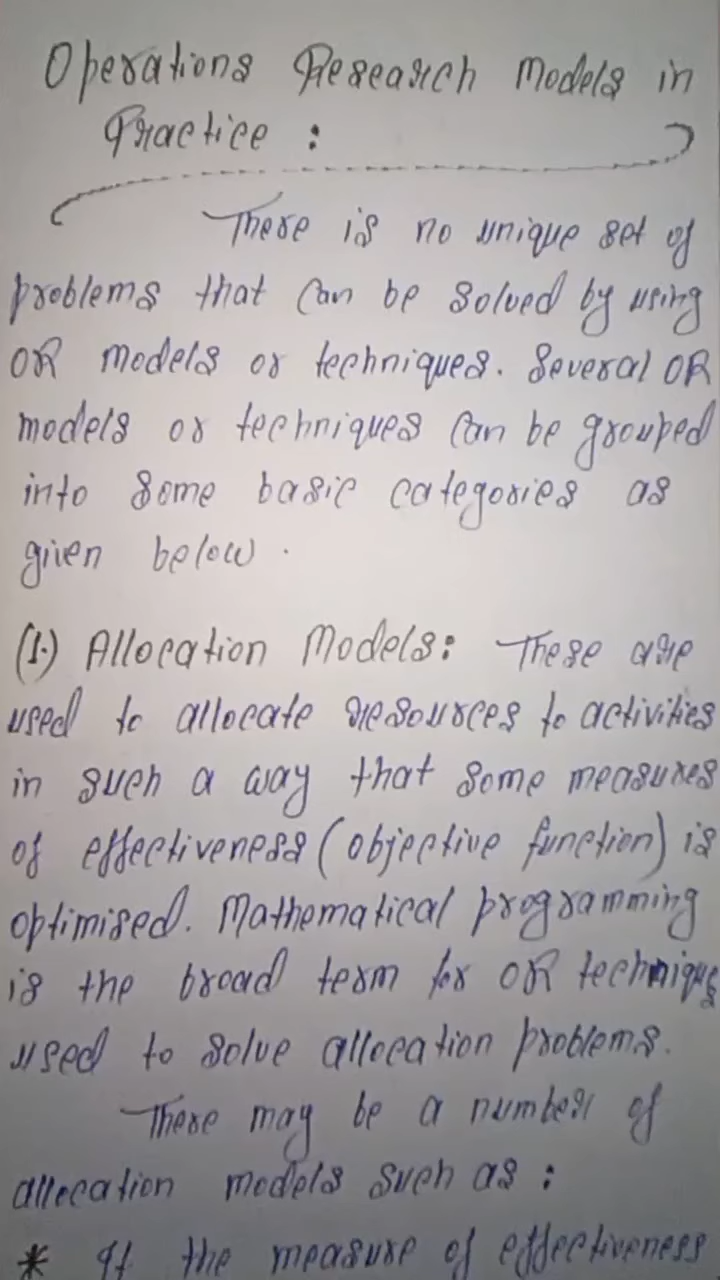 Operations Research Models in
Practice :
There is no unique set of
problems that can be solved by using
OR models or techniques. Several OR
models or techniques can be grouped
into some basic categories as
given below.
(1.) Allocation Models: These are
used to allocate resources to activities
in such a way that some measures
of effectiveness (objective function) is
optimised. Mathematical programming
is the broad term for OR techniques
used to solve allocation problems.
There may be a number of
allocation models such as :
* If the measure of effectiveness